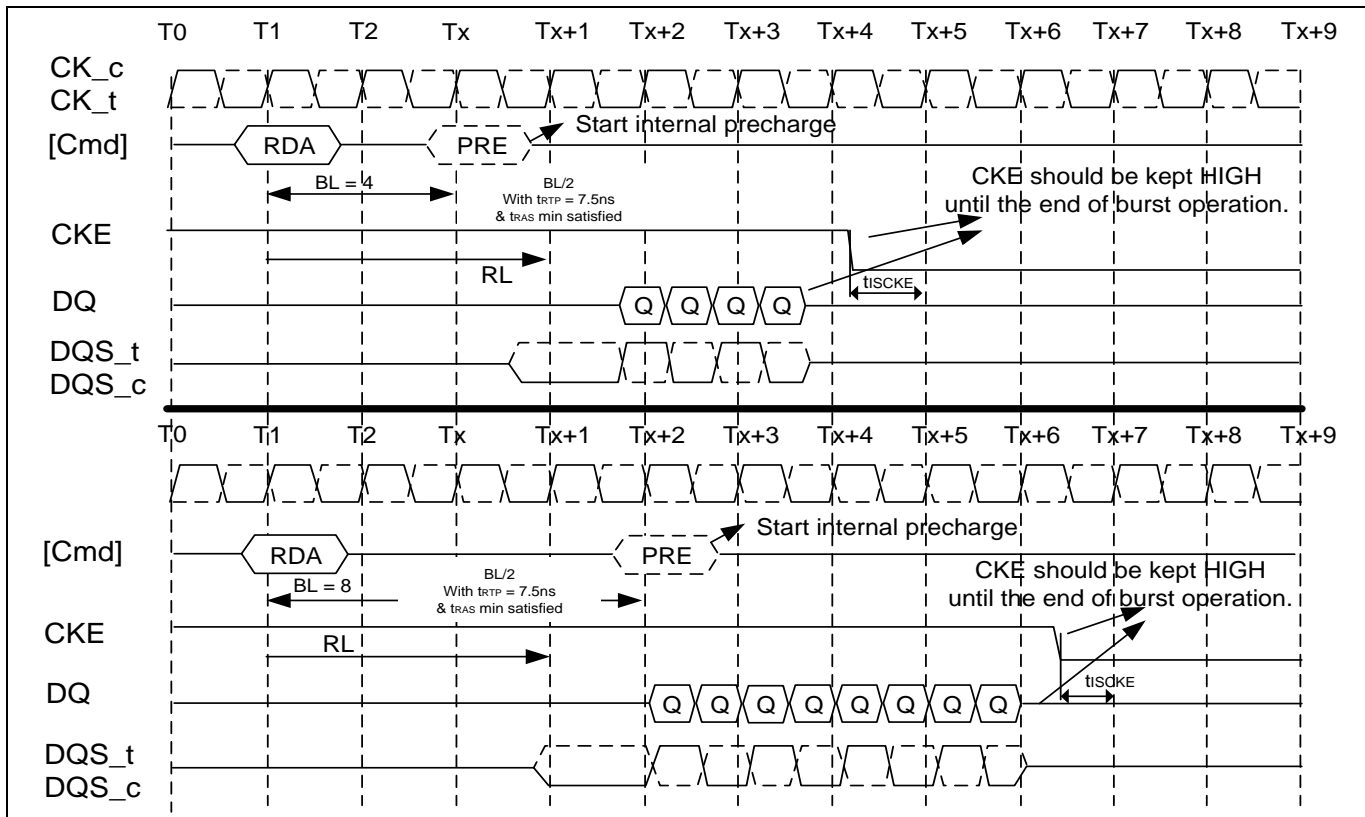 T0 T1 T2 Tx Tx+1 Tx+2 Tx+3 Tx+4 Tx+5 Tx+6 Tx+7 Tx+8 Tx+9
CK_c
CK_t
[Cmd] RDA PRE Start internal precharge
BL = 4
BL/2
With tRTP = 7.5ns
& tRAS min satisfied
CKE should be kept HIGH
until the end of burst operation.
CKE
RL
tISCKE
DQ Q Q Q Q
DQS_t
DQS_c
T0 T1 T2 Tx Tx+1 Tx+2 Tx+3 Tx+4 Tx+5 Tx+6 Tx+7 Tx+8 Tx+9
[Cmd] RDA PRE Start internal precharge
BL = 8
BL/2
With tRTP = 7.5ns
& tRAS min satisfied
CKE should be kept HIGH
until the end of burst operation.
CKE
RL
tISCKE
DQ Q Q Q Q Q Q Q Q
DQS_t
DQS_c